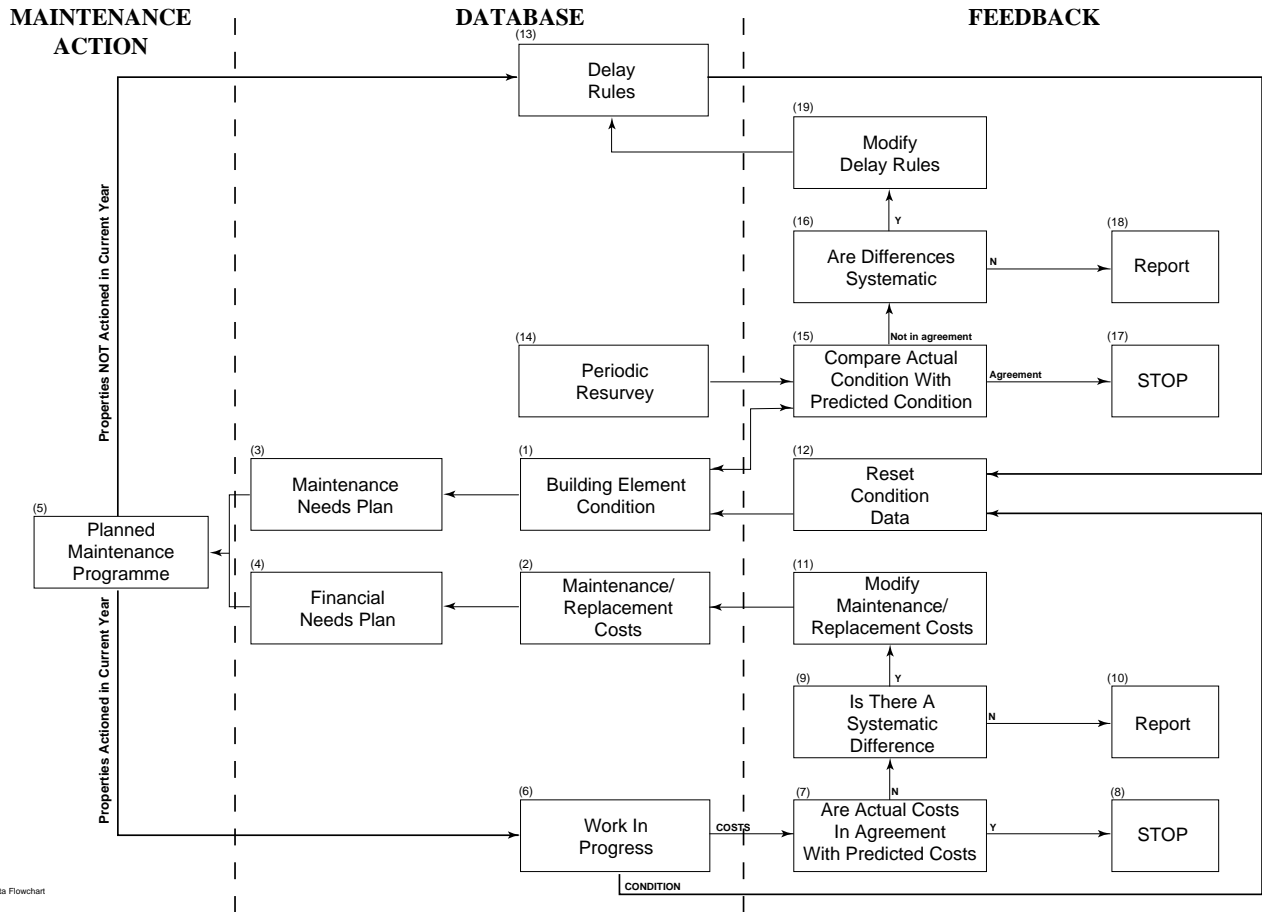 MAINTENANCE
ACTION
DATABASE
FEEDBACK
(13)
Delay
Rules
(19)
Modify
Delay Rules
Y
(16)
Are Differences
Systematic
N
(18)
Report
Not in agreement
(14)
Periodic
Resurvey
(15)
Compare Actual
Condition With
Predicted Condition
Agreement
(17)
STOP
Properties NOT Actioned in Current Year
(3)
Maintenance
Needs Plan
(1)
Building Element
Condition
(12)
Reset
Condition
Data
(5)
Planned
Maintenance
Programme
(4)
Financial
Needs Plan
(2)
Maintenance/
Replacement
Costs
(11)
Modify
Maintenance/
Replacement Costs
Y
Properties Actioned in Current Year
(9)
Is There A
Systematic
Difference
N
(10)
Report
N
(6)
Work In
Progress
COSTS
(7)
Are Actual Costs
In Agreement
With Predicted Costs
Y
(8)
STOP
CONDITION
ta Flowchart